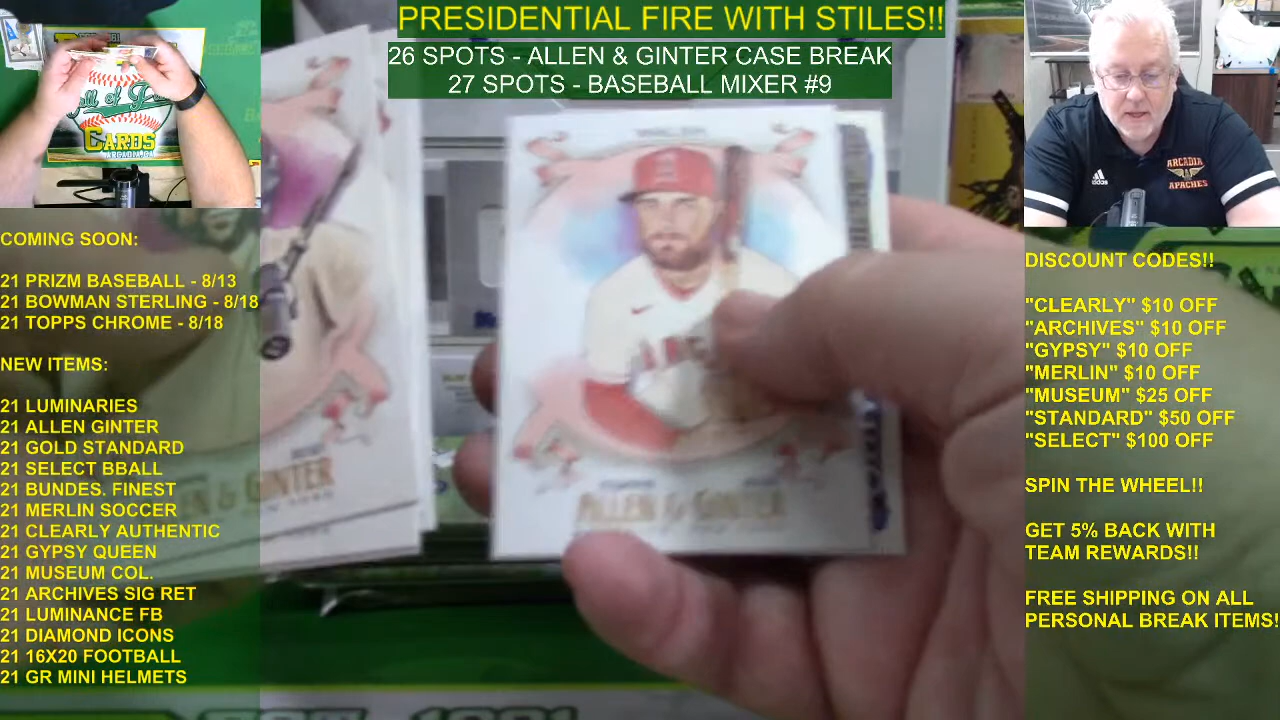 PRESIDENTIAL FIRE WITH STILES!!
26 SPOTS - ALLEN & GINTER CASE BREAK
27 SPOTS - BASEBALL MIXER #9
Hall of Fame
CARDS
ARCADIA, CA
COMING SOON:
21 PRIZM BASEBALL - 8/13
21 BOWMAN STERLING - 8/18
21 TOPPS CHROME - 8/18
NEW ITEMS:
21 LUMINARIES
21 ALLEN GINTER
21 GOLD STANDARD
21 SELECT BBALL
21 BUNDES. FINEST
21 MERLIN SOCCER
21 CLEARLY AUTHENTIC
21 GYPSY QUEEN
21 MUSEUM COL.
21 ARCHIVES SIG RET
21 LUMINANCE FB
21 DIAMOND ICONS
21 16X20 FOOTBALL
21 GR MINI HELMETS
ALLEN & GINTER
ARCADIA
APACHES
DISCOUNT CODES!!
"CLEARLY" $10 OFF
"ARCHIVES" $10 OFF
"GYPSY" $10 OFF
"MERLIN" $10 OFF
"MUSEUM" $25 OFF
"STANDARD" $50 OFF
"SELECT" $100 OFF
SPIN THE WHEEL!!
GET 5% BACK WITH
TEAM REWARDS!!
FREE SHIPPING ON ALL
PERSONAL BREAK ITEMS!